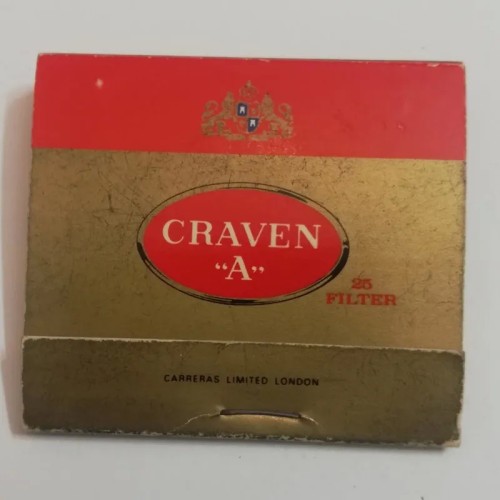 CRAVEN
“A”
25
FILTER
CARRERAS LIMITED LONDON